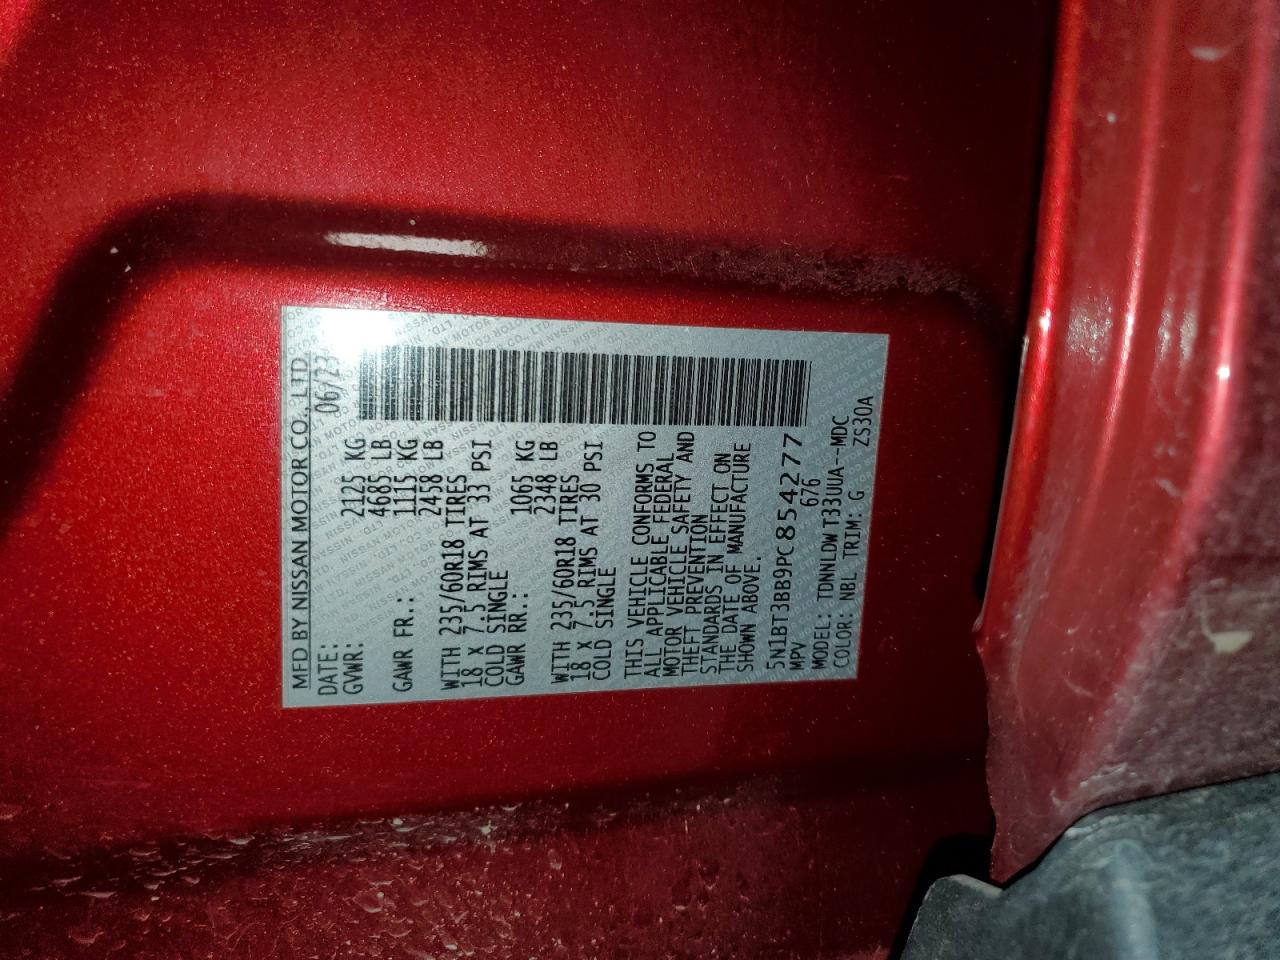 MFD BY NISSAN MOTOR CO., LTD.
DATE: 06/23
GVWR: 2125 KG
4685 LB
GAWR FR.: 1115 KG
2458 LB
WITH 235/60R18 TIRES
18 X 7.5 RIMS AT 33 PSI
COLD SINGLE
GAWR RR.: 1065 KG
2348 LB
WITH 235/60R18 TIRES
18 X 7.5 RIMS AT 30 PSI
COLD SINGLE
THIS VEHICLE CONFORMS TO
ALL APPLICABLE FEDERAL
MOTOR VEHICLE SAFETY AND
THEFT PREVENTION
STANDARDS IN EFFECT ON
THE DATE OF MANUFACTURE
SHOWN ABOVE.
5N1BT3BB9PC854277
MPV 676
MODEL: TDNNLDW T33UUA--MDC
COLOR: NBL TRIM: G ZS30A